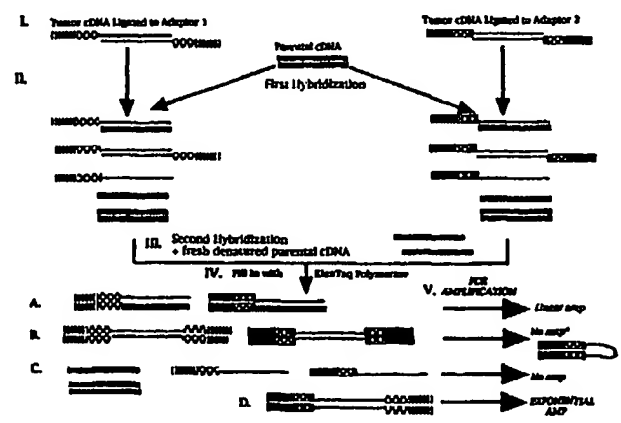 I.
Tumor cDNA Ligated to Adaptor 1
Tumor cDNA Ligated to Adaptor 2
Parental cDNA
II.
First Hybridization
III. Second Hybridization
+ fresh denatured parental cDNA
IV. Fill in with KlenTaq Polymerase
V. PCR
AMPLIFICATION
A.
Linear amp
B.
No amp*
C.
No amp
D.
EXPONENTIAL
AMP